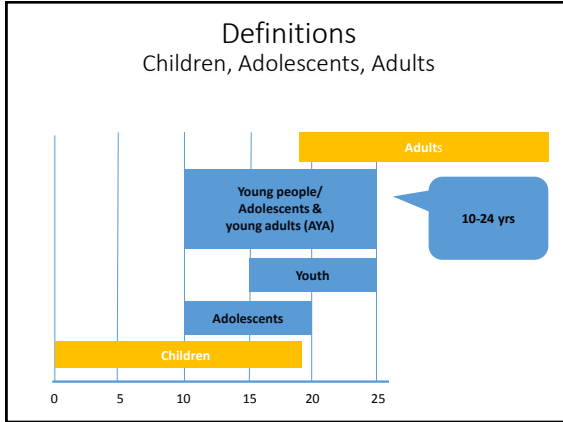 Definitions
Children, Adolescents, Adults
Adults
Young people/
Adolescents &
young adults (AYA)
10-24 yrs
Youth
Adolescents
Children
0 5 10 15 20 25